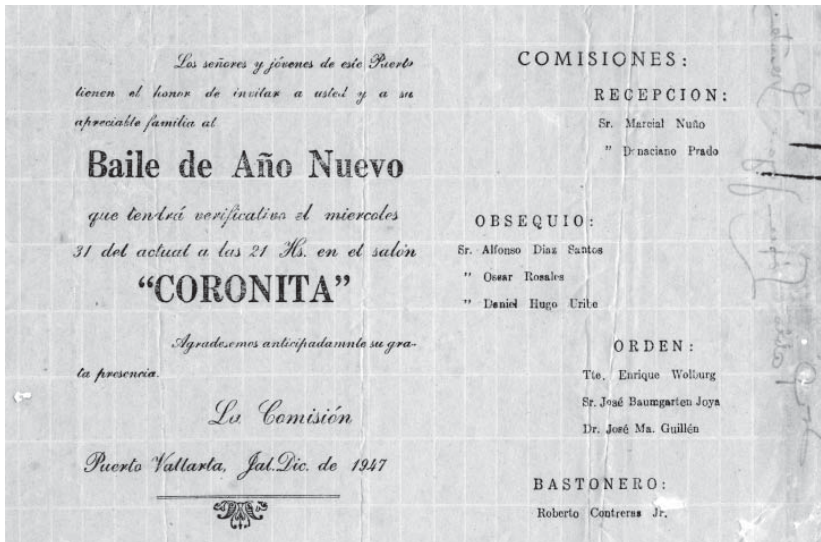 Los señores y jóvenes de este Puerto
tienen el honor de invitar a usted y a su
apreciable familia al
Baile de Año Nuevo
que tendrá verificativo el miercoles
31 del actual a las 21 Hs. en el salón
“CORONITA”
Agradesemos anticipadamnte su gra-
ta presencia.
La Comisión
Puerto Vallarta, Jal. Dic. de 1947
COMISIONES:
RECEPCION:
Sr. Marcial Nuño
" Donaciano Prado
OBSEQUIO:
Sr. Alfonso Diaz Santos
" Oscar Rosales
" Daniel Hugo Uribe
ORDEN:
Tte. Enrique Wolburg
Sr. José Baumgarten Joya
Dr. José Ma. Guillén
BASTONERO:
Roberto Contreras Jr.